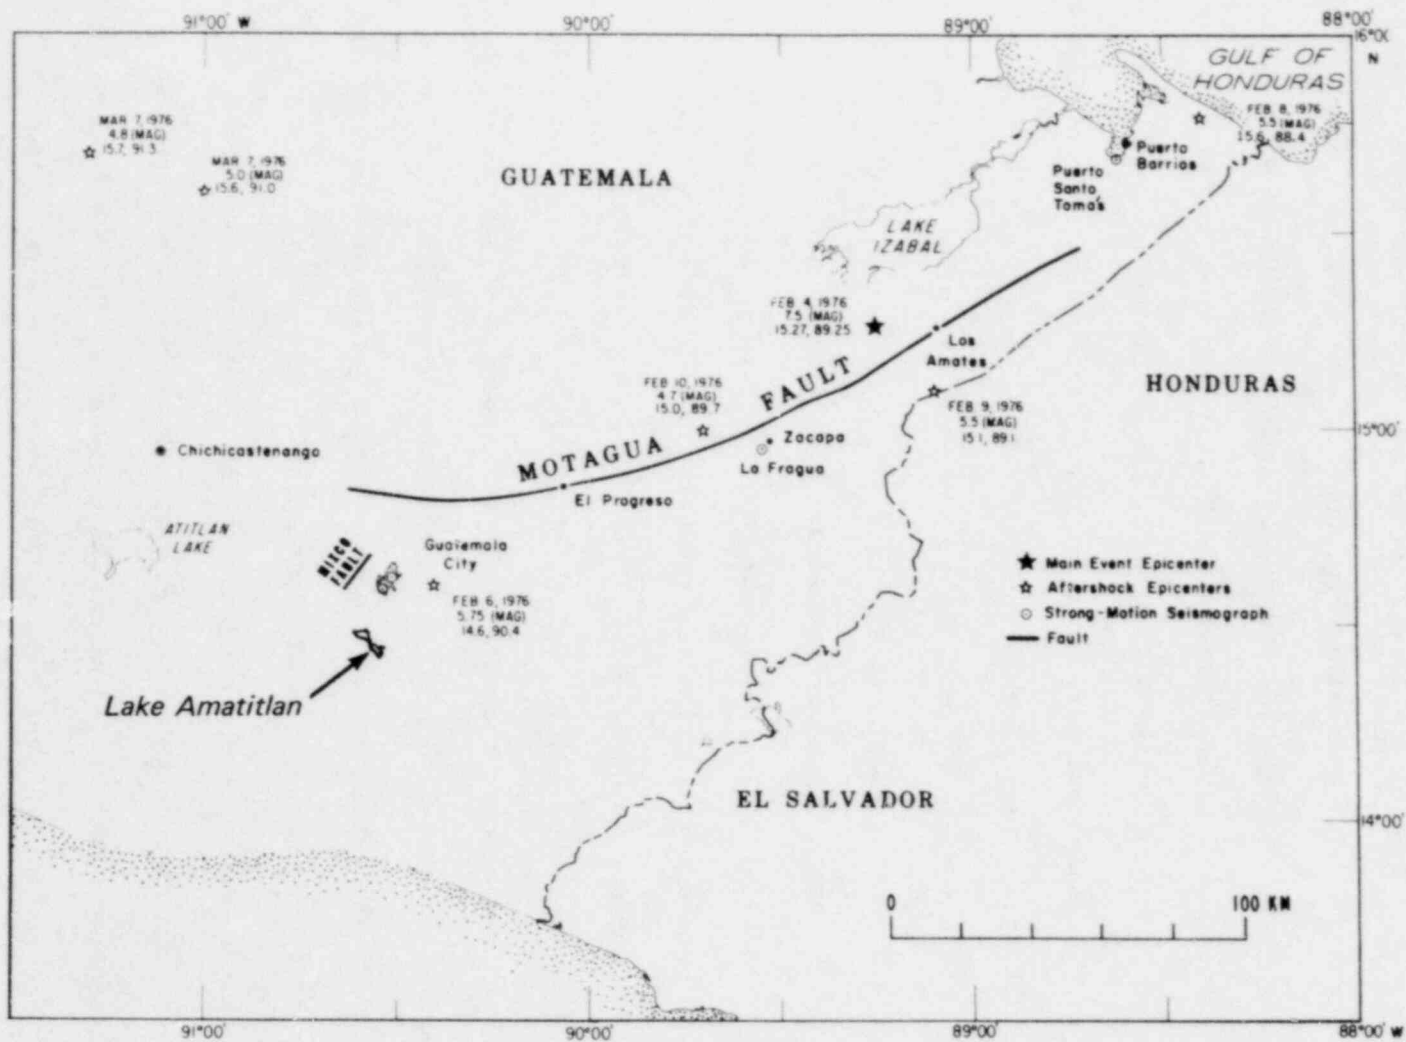 91°00' W
90°00'
89°00'
88°00'
16°00'
N
GULF OF
HONDURAS
MAR 7, 1976
4.8 (MAG)
15.7, 91.3
MAR 7, 1976
5.0 (MAG)
15.6, 91.0
GUATEMALA
FEB 8, 1976
5.5 (MAG)
15.6, 88.4
Puerto
Barrios
Puerto
Santo
Tomás
LAKE
IZABAL
FEB 4, 1976
7.5 (MAG)
15.27, 89.25
Los
Amates
HONDURAS
FEB 10, 1976
4.7 (MAG)
15.0, 89.7
MOTAGUA FAULT
FEB 9, 1976
5.5 (MAG)
15.1, 89.1
15°00'
Chichicastenango
Zacapa
La Fragua
El Progreso
ATITLAN
LAKE
MIXCO
FAULT
Guatemala
City
FEB 6, 1976
5.75 (MAG)
14.6, 90.4
Main Event Epicenter
Aftershock Epicenters
Strong-Motion Seismograph
Fault
Lake Amatitlan
EL SALVADOR
14°00'
0
100 KM
91°00'
90°00'
89°00'
88°00' W